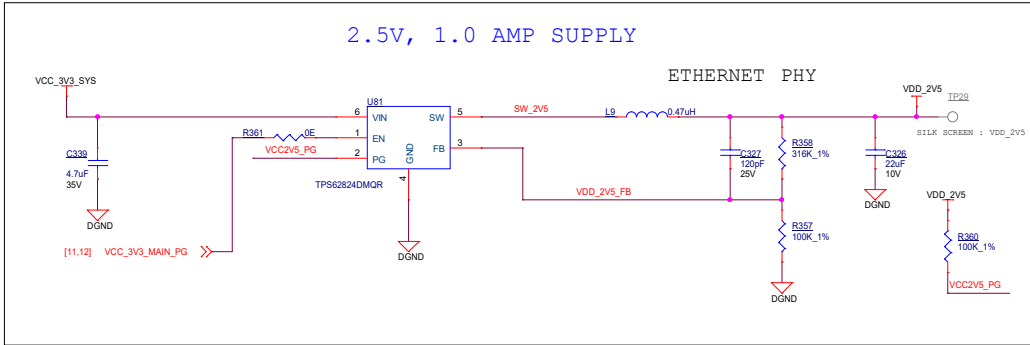 2.5V, 1.0 AMP SUPPLY
ETHERNET PHY
VCC_3V3_SYS
VDD_2V5
TP29
U81
6
VIN
SW
5
SW_2V5
L9
0.47uH
SILK SCREEN : VDD_2V5
R361
0E
1
EN
VCC2V5_PG
2
PG
FB
3
GND
4
TPS62824DMQR
C339
4.7uF
35V
DGND
C327
120pF
25V
R358
316K_1%
C326
22uF
10V
DGND
VDD_2V5_FB
VDD_2V5
R357
100K_1%
DGND
R360
100K_1%
VCC2V5_PG
[11,12] VCC_3V3_MAIN_PG
DGND